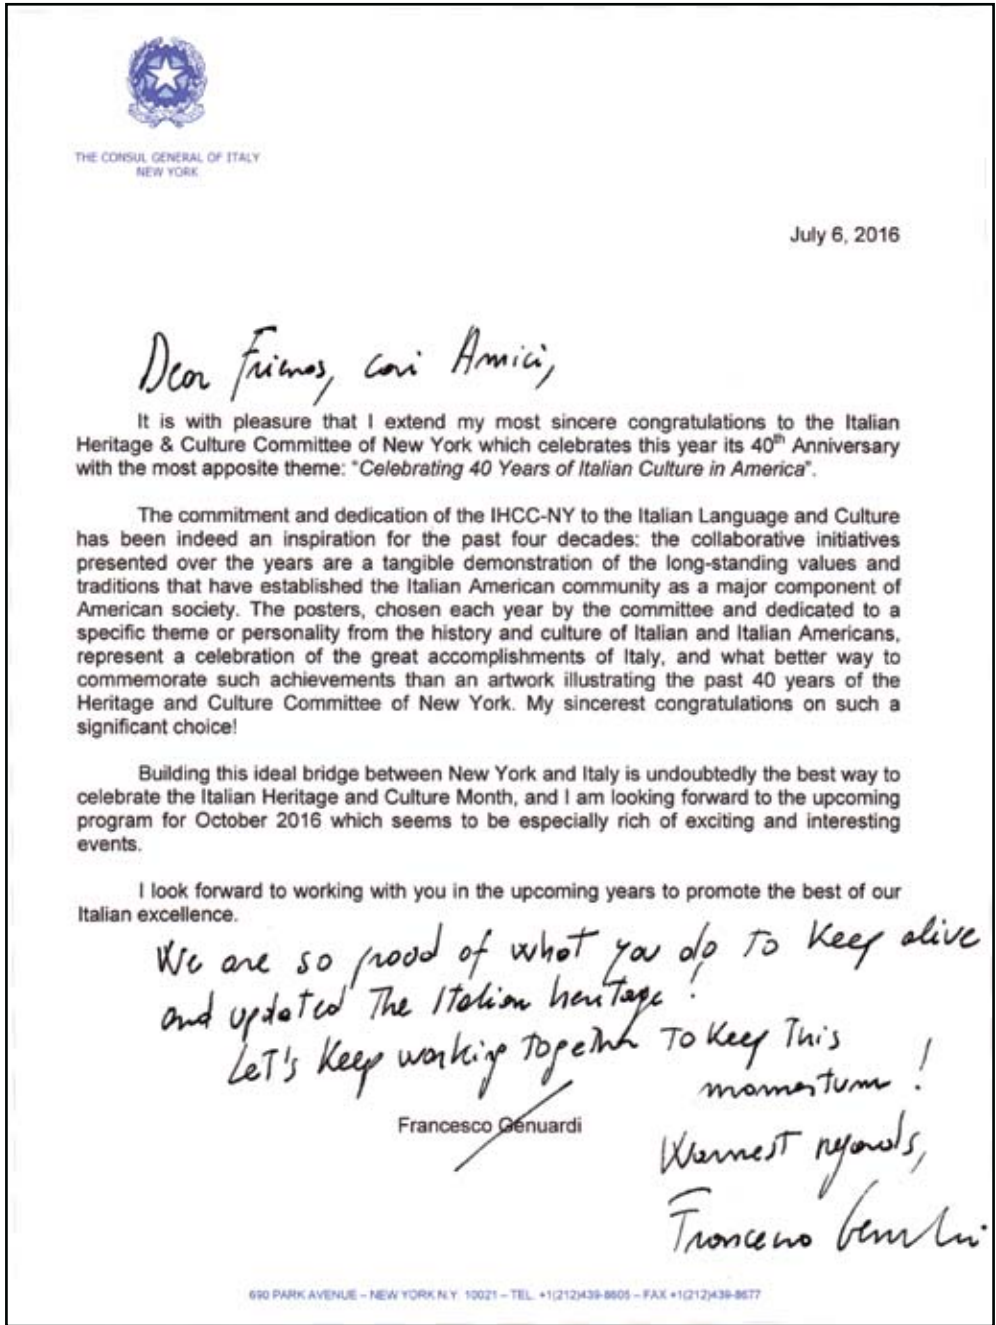 THE CONSUL GENERAL OF ITALY
NEW YORK
July 6, 2016
Dear Friends, cari Amici,
It is with pleasure that I extend my most sincere congratulations to the Italian
Heritage & Culture Committee of New York which celebrates this year its 40th Anniversary
with the most apposite theme: "Celebrating 40 Years of Italian Culture in America".
The commitment and dedication of the IHCC-NY to the Italian Language and Culture
has been indeed an inspiration for the past four decades: the collaborative initiatives
presented over the years are a tangible demonstration of the long-standing values and
traditions that have established the Italian American community as a major component of
American society. The posters, chosen each year by the committee and dedicated to a
specific theme or personality from the history and culture of Italian and Italian Americans,
represent a celebration of the great accomplishments of Italy, and what better way to
commemorate such achievements than an artwork illustrating the past 40 years of the
Heritage and Culture Committee of New York. My sincerest congratulations on such a
significant choice!
Building this ideal bridge between New York and Italy is undoubtedly the best way to
celebrate the Italian Heritage and Culture Month, and I am looking forward to the upcoming
program for October 2016 which seems to be especially rich of exciting and interesting
events.
I look forward to working with you in the upcoming years to promote the best of our
Italian excellence.
We are so proud of what you do to keep alive
and updated the Italian heritage!
Let's keep working together to keep this
momentum!
Francesco Genuardi
Warmest regards,
Francesco Genuardi
690 PARK AVENUE – NEW YORK N.Y. 10021 – TEL. +1(212)439-8605 – FAX +1(212)439-8677